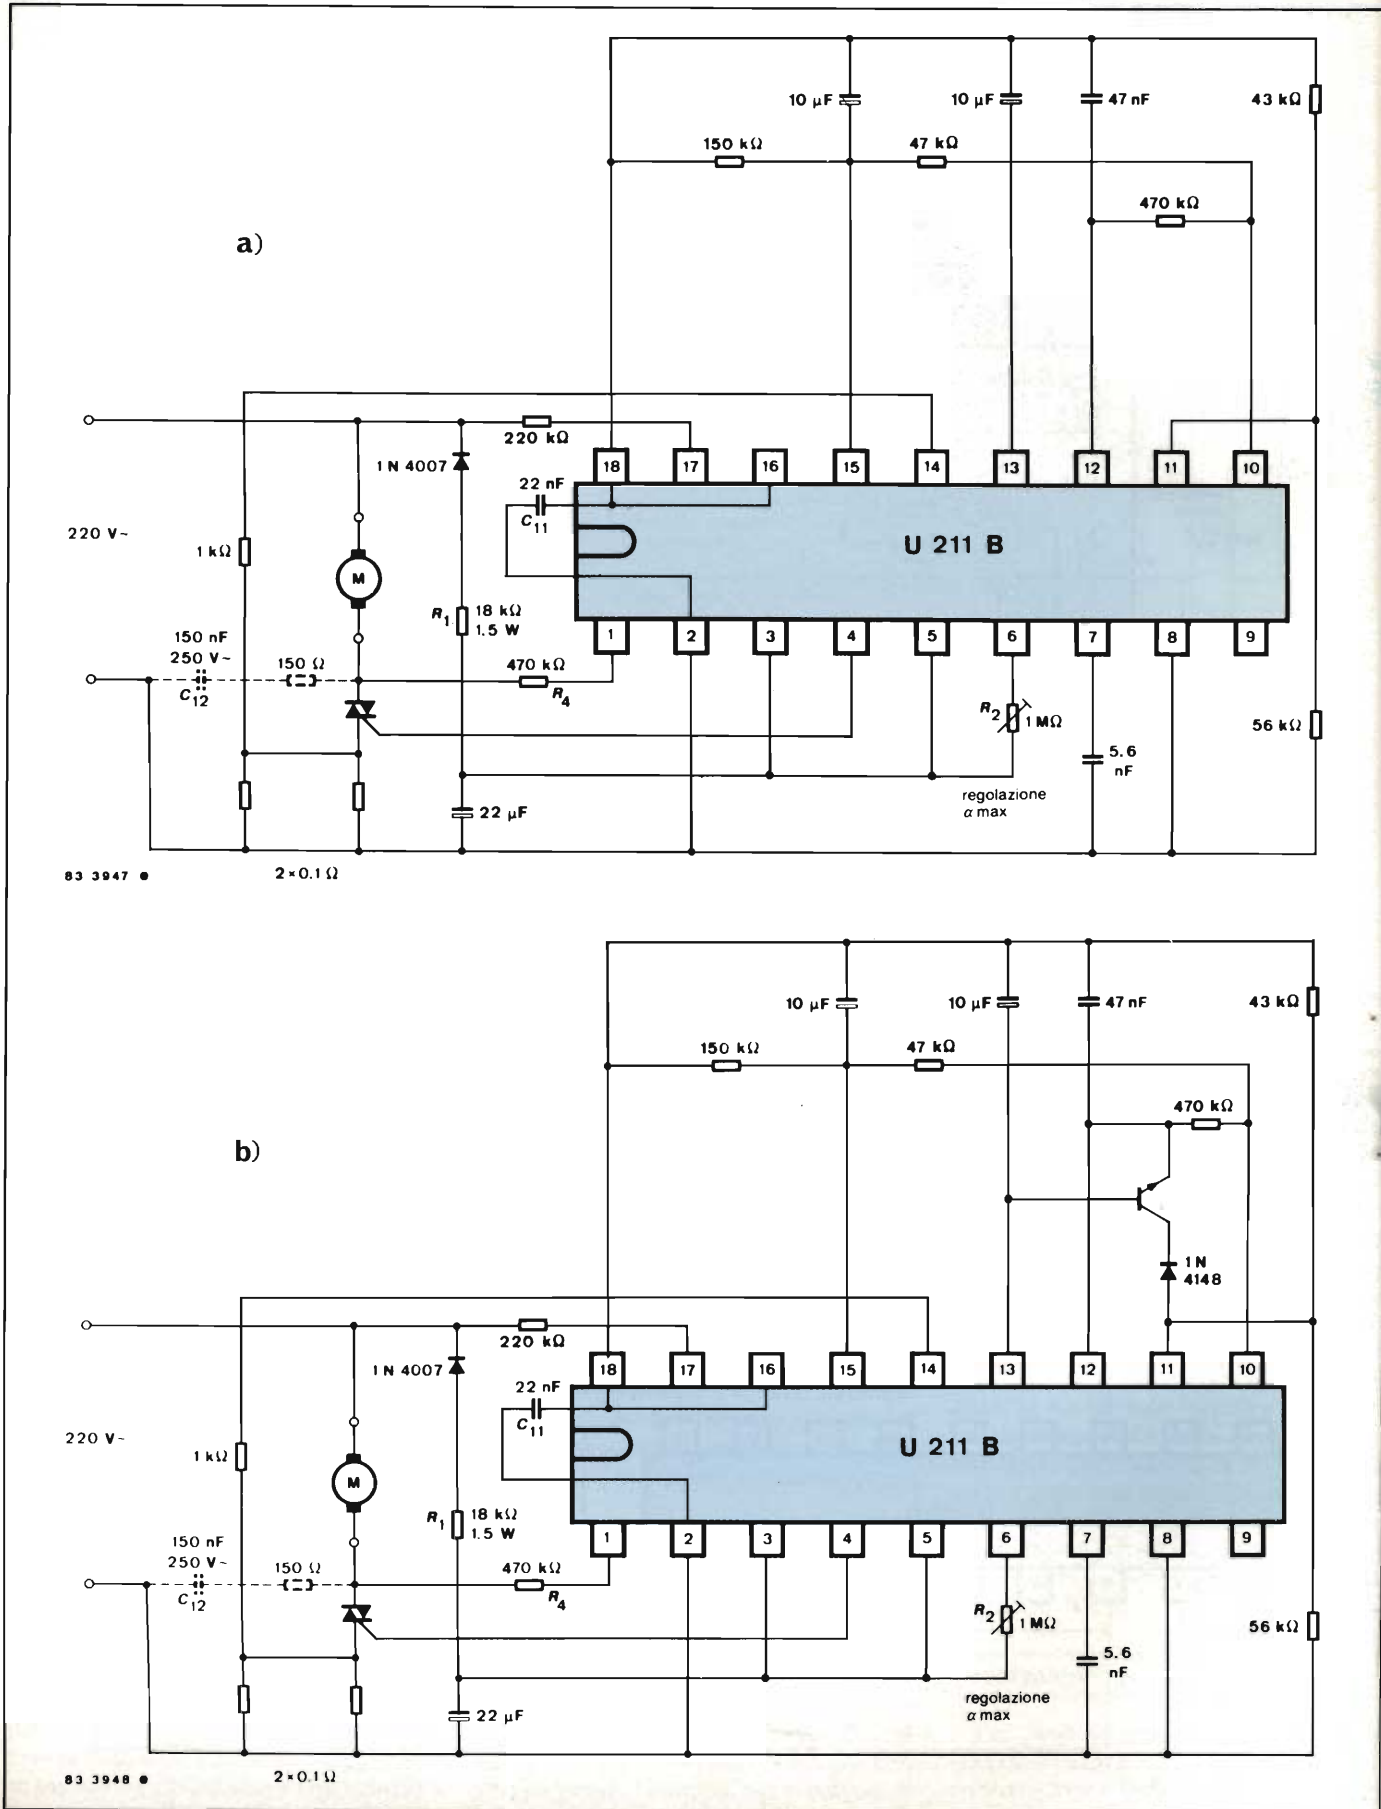 a)
10 µF
10 µF
47 nF
43 kΩ
150 kΩ
47 kΩ
470 kΩ
220 kΩ
1 N 4007
18
17
16
15
14
13
12
11
10
22 nF
C11
220 V~
1 kΩ
M
U 211 B
R1
18 kΩ
1.5 W
1
2
3
4
5
6
7
8
9
150 nF
250 V~
C12
150 Ω
470 kΩ
R4
R2
1 MΩ
56 kΩ
5.6
nF
regolazione
α max
22 µF
83 3947
2×0.1 Ω
b)
10 µF
10 µF
47 nF
43 kΩ
150 kΩ
47 kΩ
470 kΩ
1 N
4148
220 kΩ
1 N 4007
18
17
16
15
14
13
12
11
10
22 nF
C11
220 V~
1 kΩ
M
U 211 B
R1
18 kΩ
1.5 W
1
2
3
4
5
6
7
8
9
150 nF
250 V~
C12
150 Ω
470 kΩ
R4
R2
1 MΩ
56 kΩ
5.6
nF
regolazione
α max
22 µF
83 3948
2×0.1 Ω